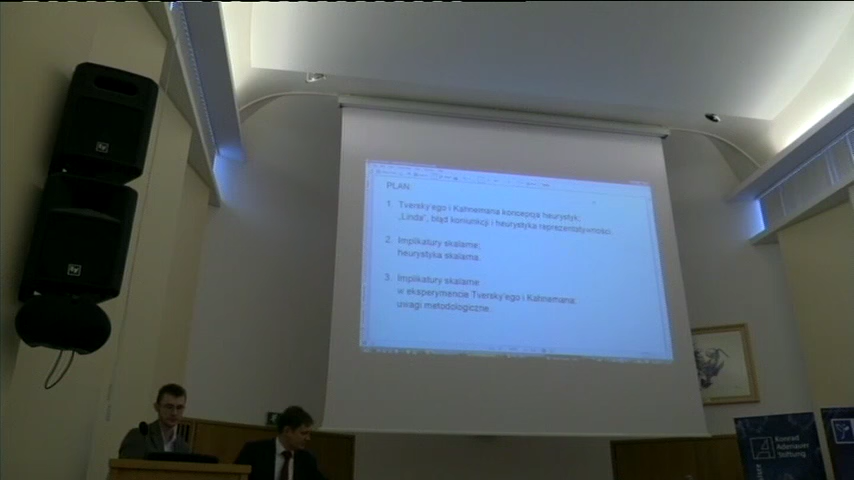 PLAN
1. Tversky'ego i Kahnemana koncepcja heurystyk;
„Linda”, błąd koniunkcji i heurystyka reprezentatywności.
2. Implikatury skalarne;
heurystyka skalarna.
3. Implikatury skalarne
w eksperymencie Tversky'ego i Kahnemana:
uwagi metodologiczne.
Konrad
Adenauer
Stiftung